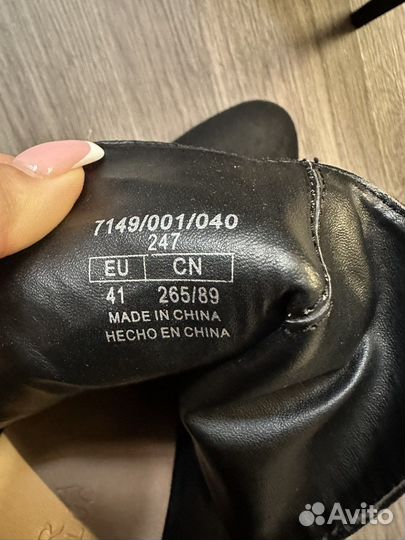 7149/001/040
247
EU CN
41 265/89
MADE IN CHINA
HECHO EN CHINA
Avito